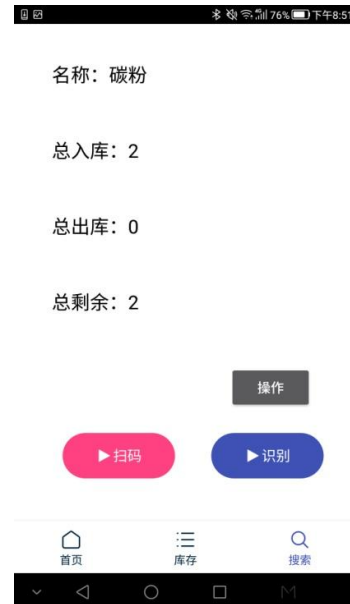 76% 下午8:51
名称：碳粉
总入库：2
总出库：0
总剩余：2
操作
▶扫码 ▶识别
首页 库存 搜索